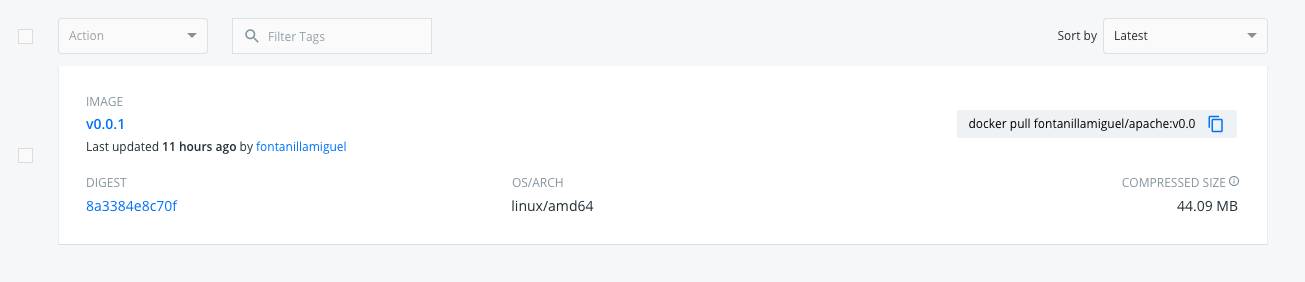 Action
Filter Tags
Sort by Latest
IMAGE
v0.0.1
docker pull fontanillamiguel/apache:v0.0
Last updated 11 hours ago by fontanillamiguel
DIGEST OS/ARCH COMPRESSED SIZE
8a3384e8c70f linux/amd64 44.09 MB